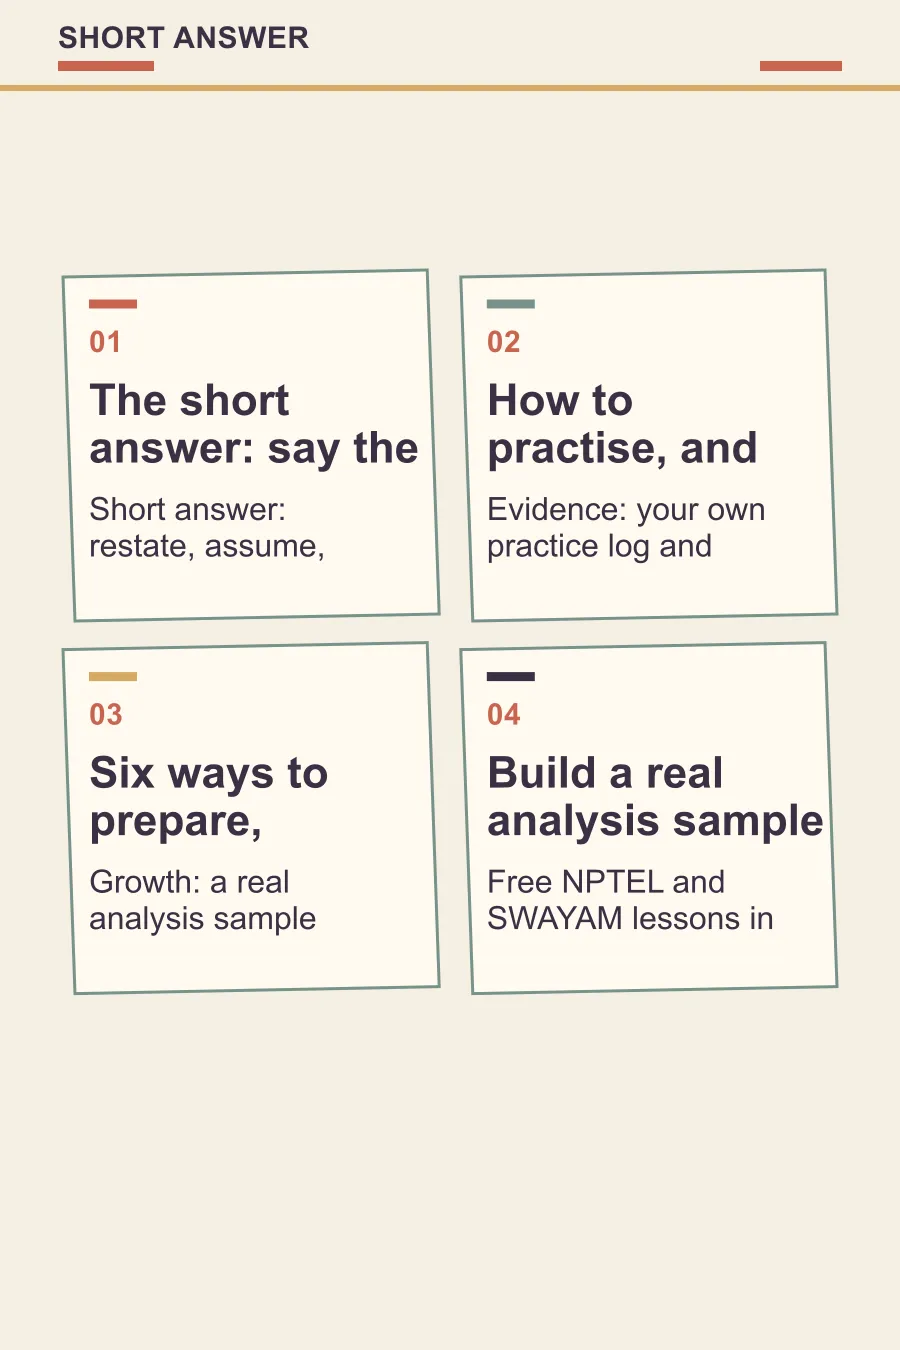 SHORT ANSWER
01
The short
answer: say the
Short answer:
restate, assume,
02
How to
practise, and
Evidence: your own
practice log and
03
Six ways to
prepare,
Growth: a real
analysis sample
04
Build a real
analysis sample
Free NPTEL and
SWAYAM lessons in